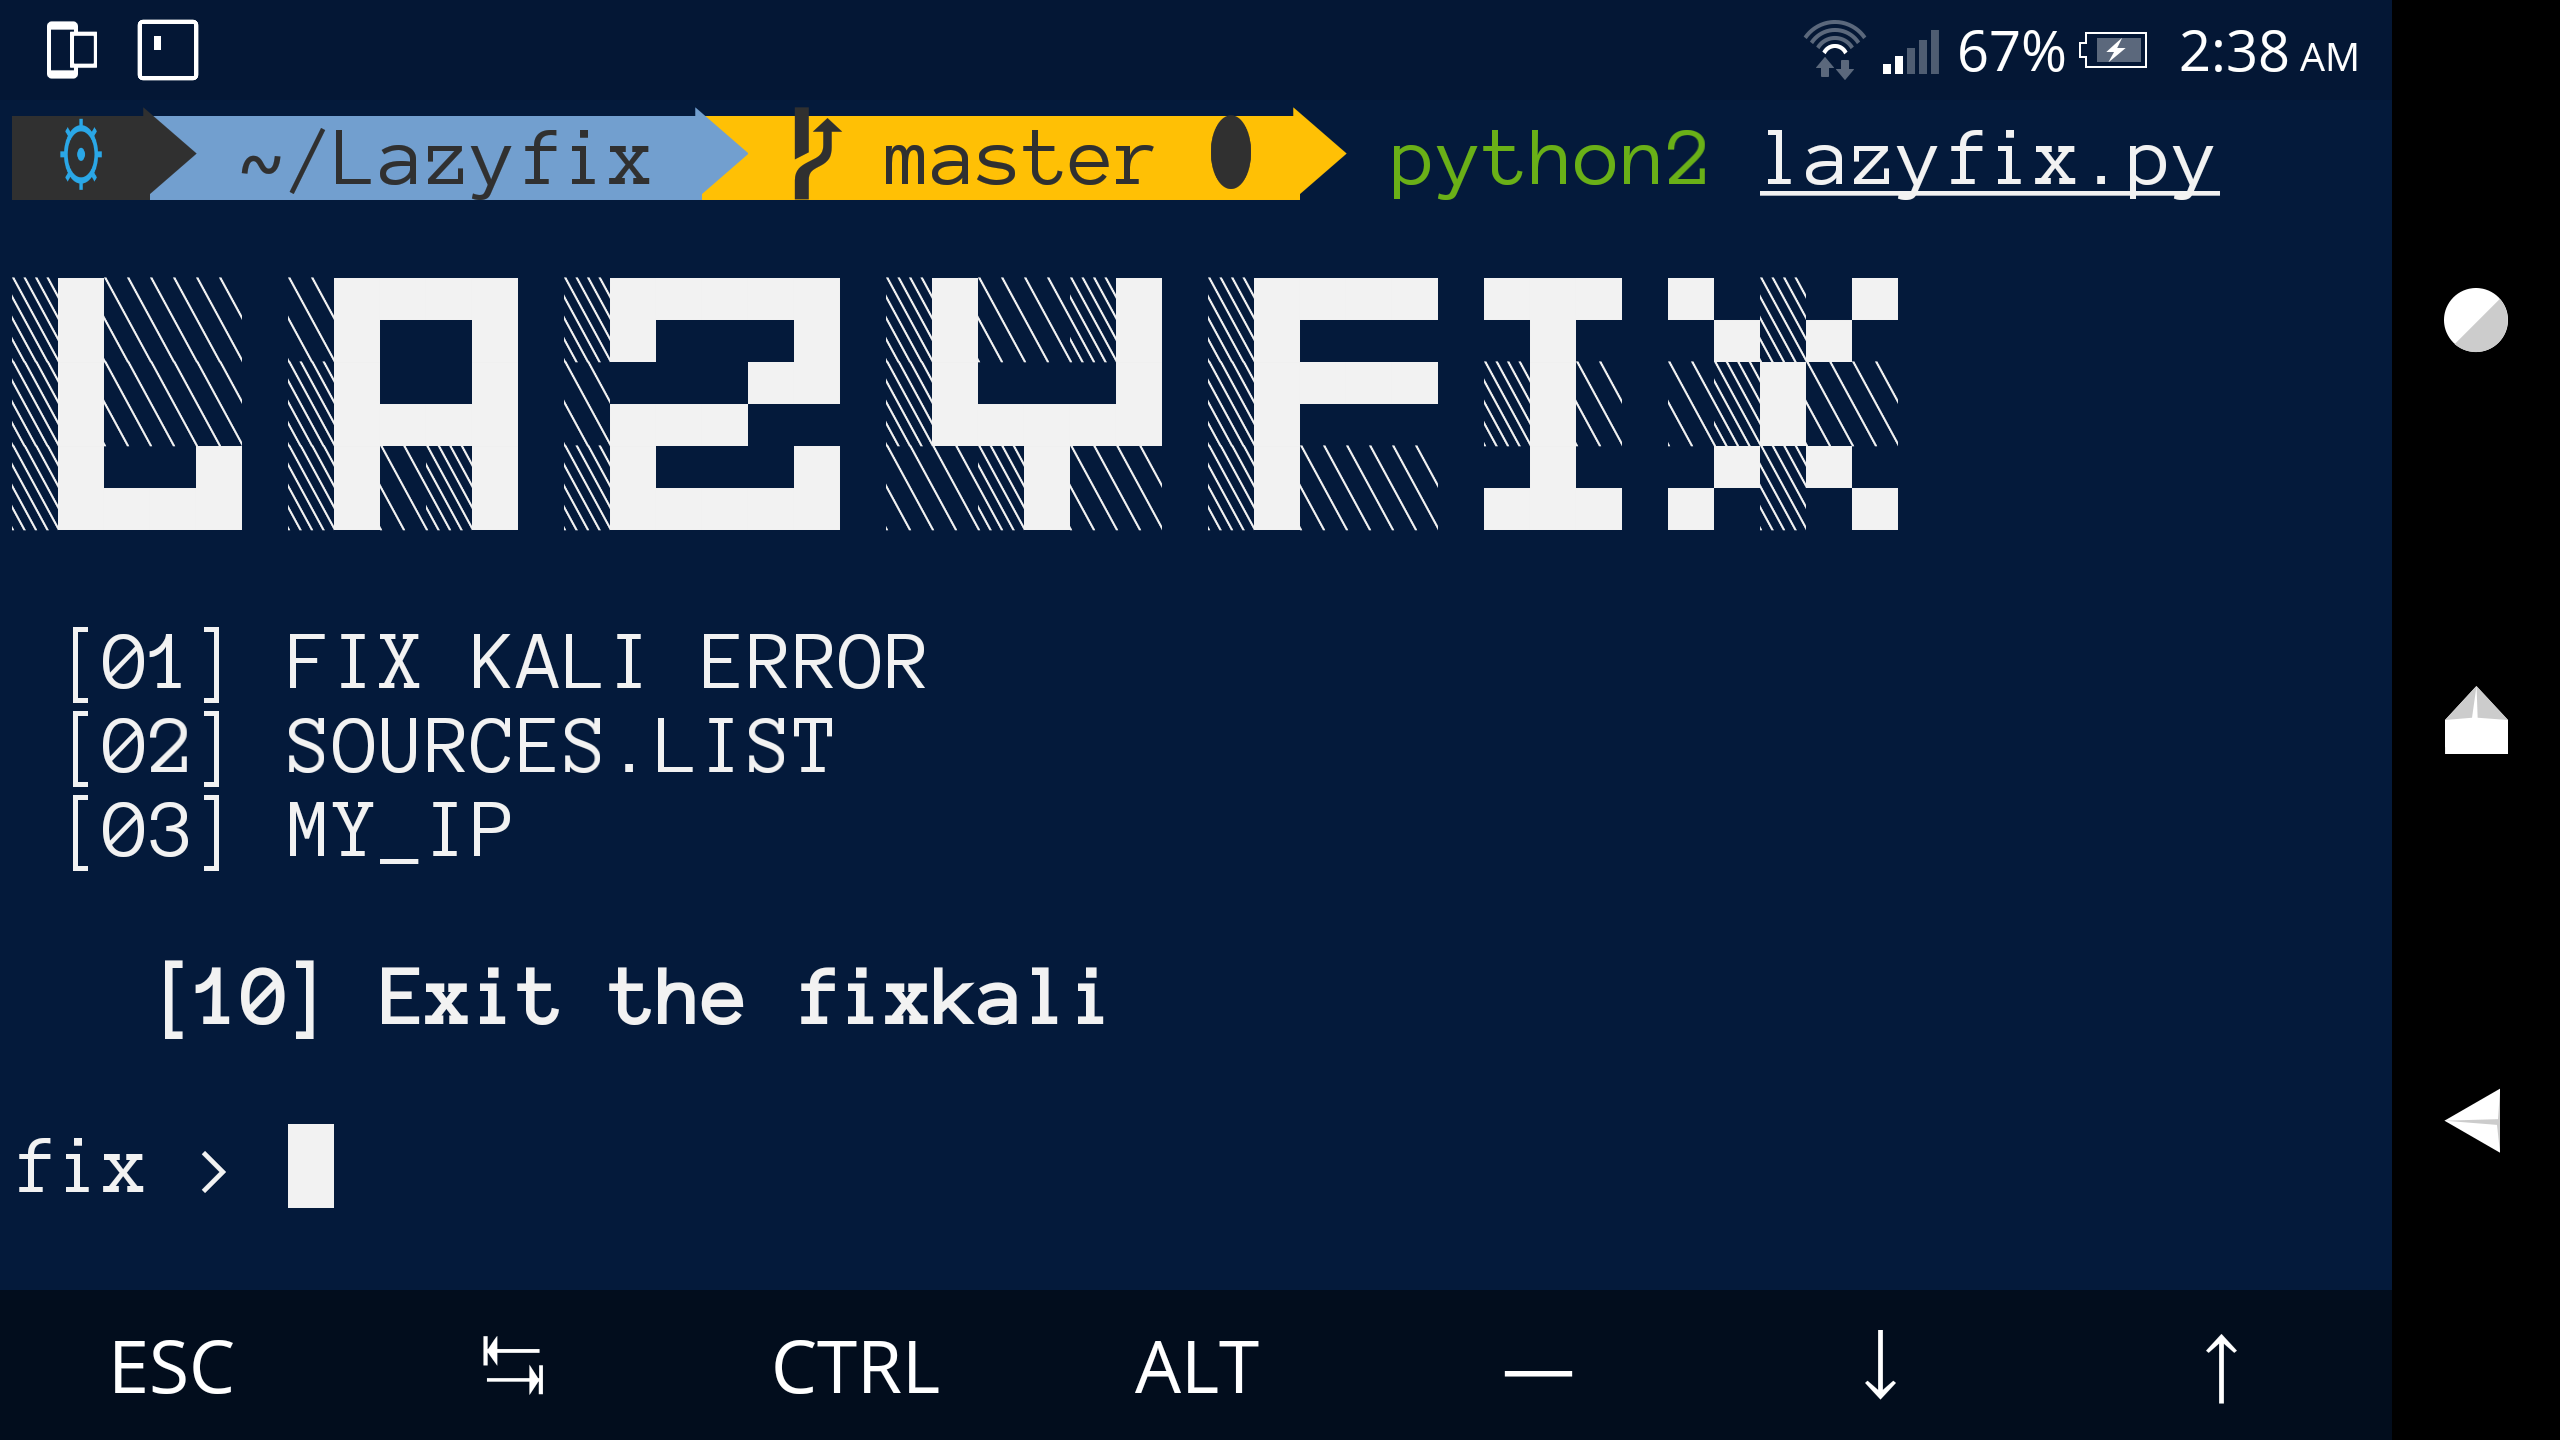 67% 2:38 AM
~/Lazyfix master python2 lazyfix.py
LAZYFIX
[01] FIX KALI ERROR
[02] SOURCES.LIST
[03] MY_IP
[10] Exit the fixkali
fix >
ESC CTRL ALT — ↓ ↑